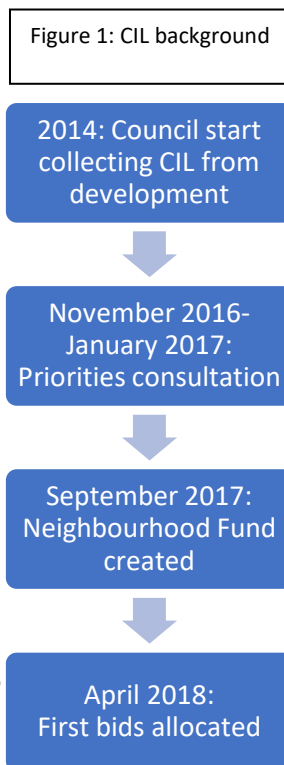 Figure 1: CIL background
2014: Council start
collecting CIL from
development
November 2016-
January 2017:
Priorities consultation
September 2017:
Neighbourhood Fund
created
April 2018:
First bids allocated